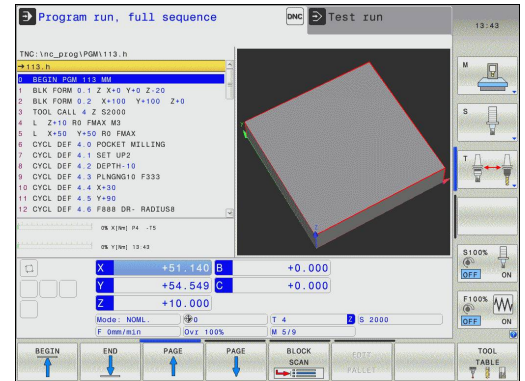 Program run, full sequence
DNC
Test run
13:43
TNC:\nc_prog\PGM\113.h
→113.h
0 BEGIN PGM 113 MM
1 BLK FORM 0.1 Z X+0 Y+0 Z-20
2 BLK FORM 0.2 X+100 Y+100 Z+0
3 TOOL CALL 4 Z S2000
4 L Z+10 R0 FMAX M3
5 L X+50 Y+50 R0 FMAX
6 CYCL DEF 4.0 POCKET MILLING
7 CYCL DEF 4.1 SET UP2
8 CYCL DEF 4.2 DEPTH-10
9 CYCL DEF 4.3 PLNGNG10 F333
10 CYCL DEF 4.4 X+30
11 CYCL DEF 4.5 Y+90
12 CYCL DEF 4.6 F888 DR- RADIUS8
0% X[Nm] P4 -T5
0% Y[Nm] 13:43
X +51.140 B +0.000
Y +54.549 C +0.000
Z +10.000
Mode: NOML. 0 T 4 Z S 2000
F 0mm/min Ovr 100% M 5/9
M
S
T
S100%
OFF ON
F100%
OFF ON
BEGIN
END
PAGE
PAGE
BLOCK SCAN
EDIT PALLET
TOOL TABLE